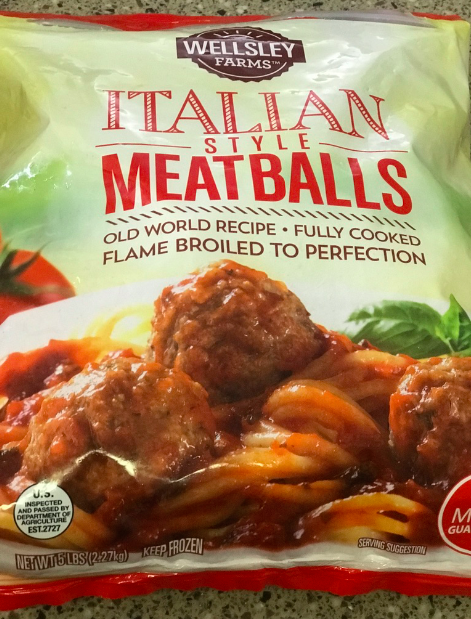 WELLSLEY
FARMS™
ITALIAN
STYLE
MEATBALLS
OLD WORLD RECIPE • FULLY COOKED
FLAME BROILED TO PERFECTION
U.S.
INSPECTED
AND PASSED BY
DEPARTMENT OF
AGRICULTURE
EST.2727
NET WT 5 LBS (2.27kg)
KEEP FROZEN
SERVING SUGGESTION